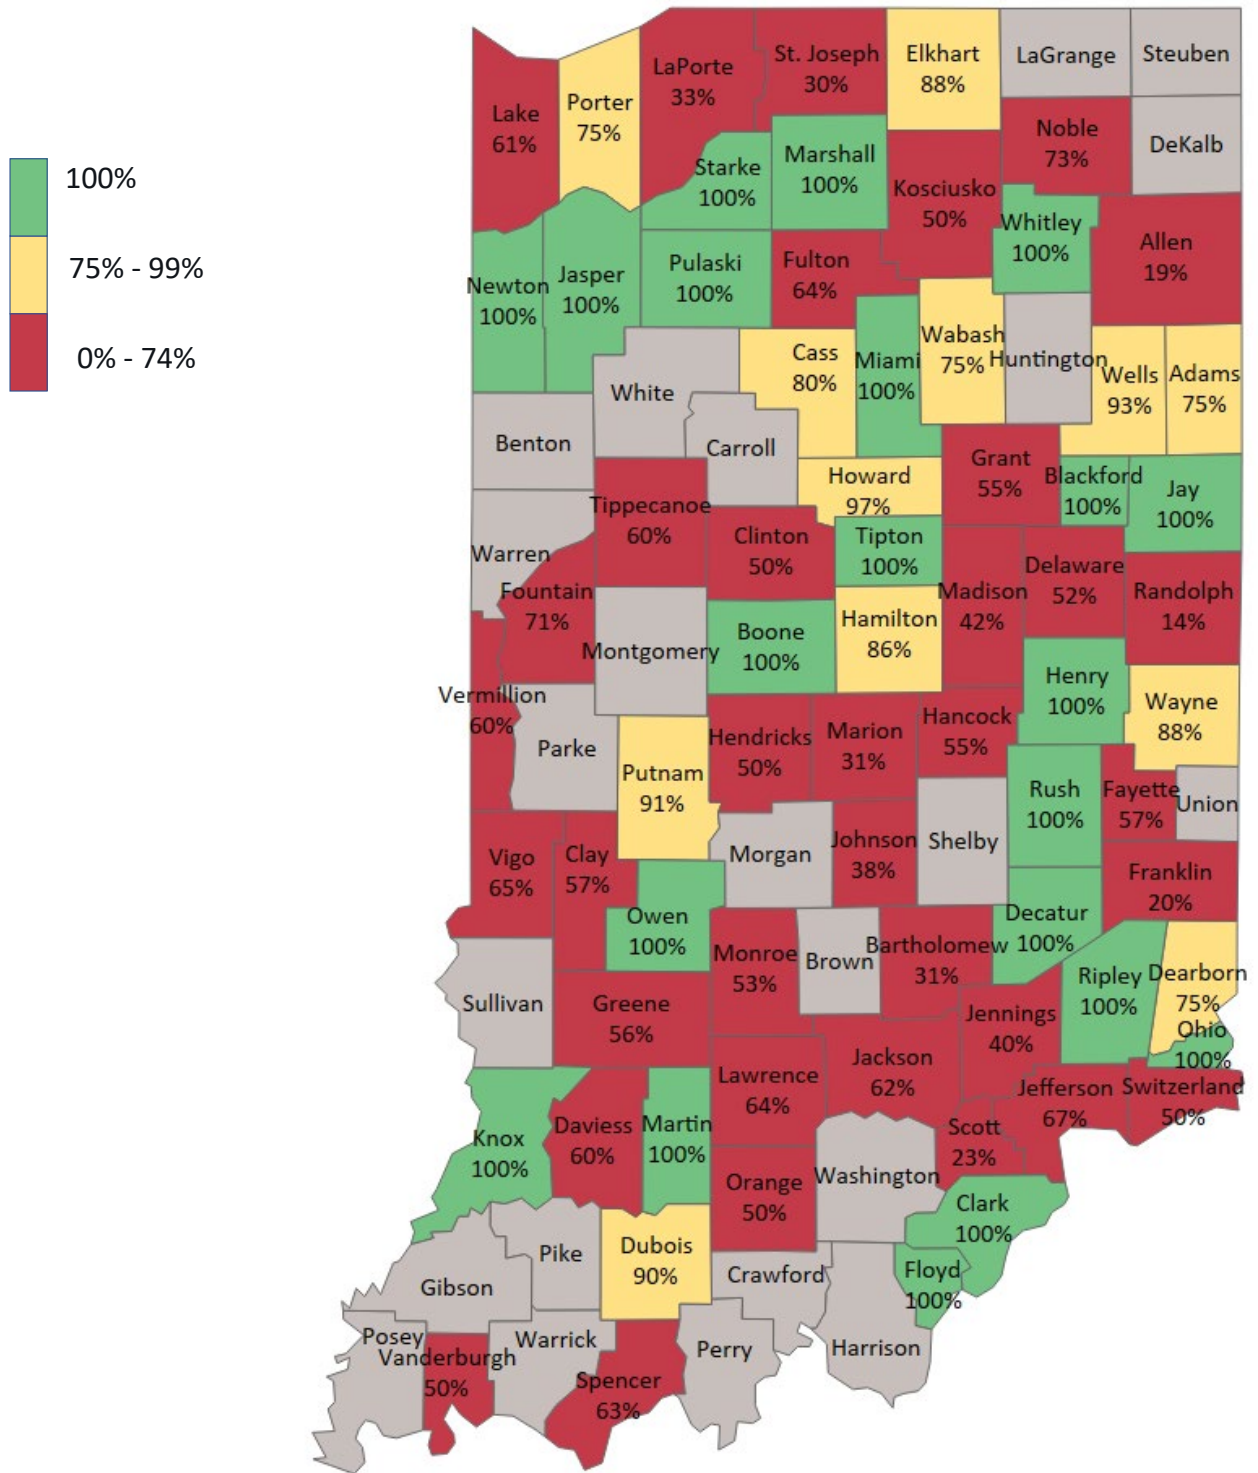 100%
75% - 99%
0% - 74%
Lake
61%
Porter
75%
LaPorte
33%
St. Joseph
30%
Elkhart
88%
LaGrange
Steuben
Noble
73%
DeKalb
Starke
100%
Marshall
100%
Kosciusko
50%
Whitley
100%
Allen
19%
Newton
100%
Jasper
100%
Pulaski
100%
Fulton
64%
White
Cass
80%
Miami
100%
Wabash
75%
Huntington
Wells
93%
Adams
75%
Benton
Carroll
Howard
97%
Grant
55%
Blackford
100%
Jay
100%
Warren
Tippecanoe
60%
Clinton
50%
Tipton
100%
Fountain
71%
Montgomery
Boone
100%
Hamilton
86%
Madison
42%
Delaware
52%
Randolph
14%
Henry
100%
Wayne
88%
Vermillion
60%
Parke
Putnam
91%
Hendricks
50%
Marion
31%
Hancock
55%
Rush
100%
Fayette
57%
Union
Vigo
65%
Clay
57%
Morgan
Johnson
38%
Shelby
Franklin
20%
Owen
100%
Decatur
100%
Monroe
53%
Brown
Bartholomew
31%
Ripley
100%
Dearborn
75%
Ohio
100%
Sullivan
Greene
56%
Jennings
40%
Jackson
62%
Lawrence
64%
Jefferson
67%
Switzerland
50%
Knox
100%
Daviess
60%
Martin
100%
Scott
23%
Orange
50%
Washington
Clark
100%
Gibson
Pike
Dubois
90%
Crawford
Floyd
100%
Posey
Vanderburgh
50%
Warrick
Spencer
63%
Perry
Harrison